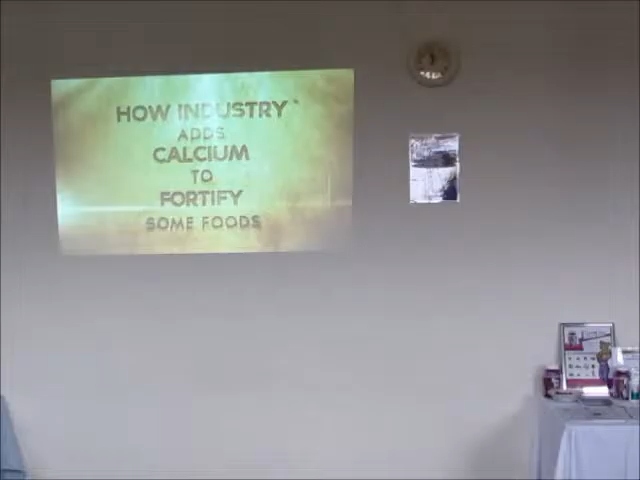 HOW INDUSTRY*
ADDS
CALCIUM
TO
FORTIFY
SOME FOODS